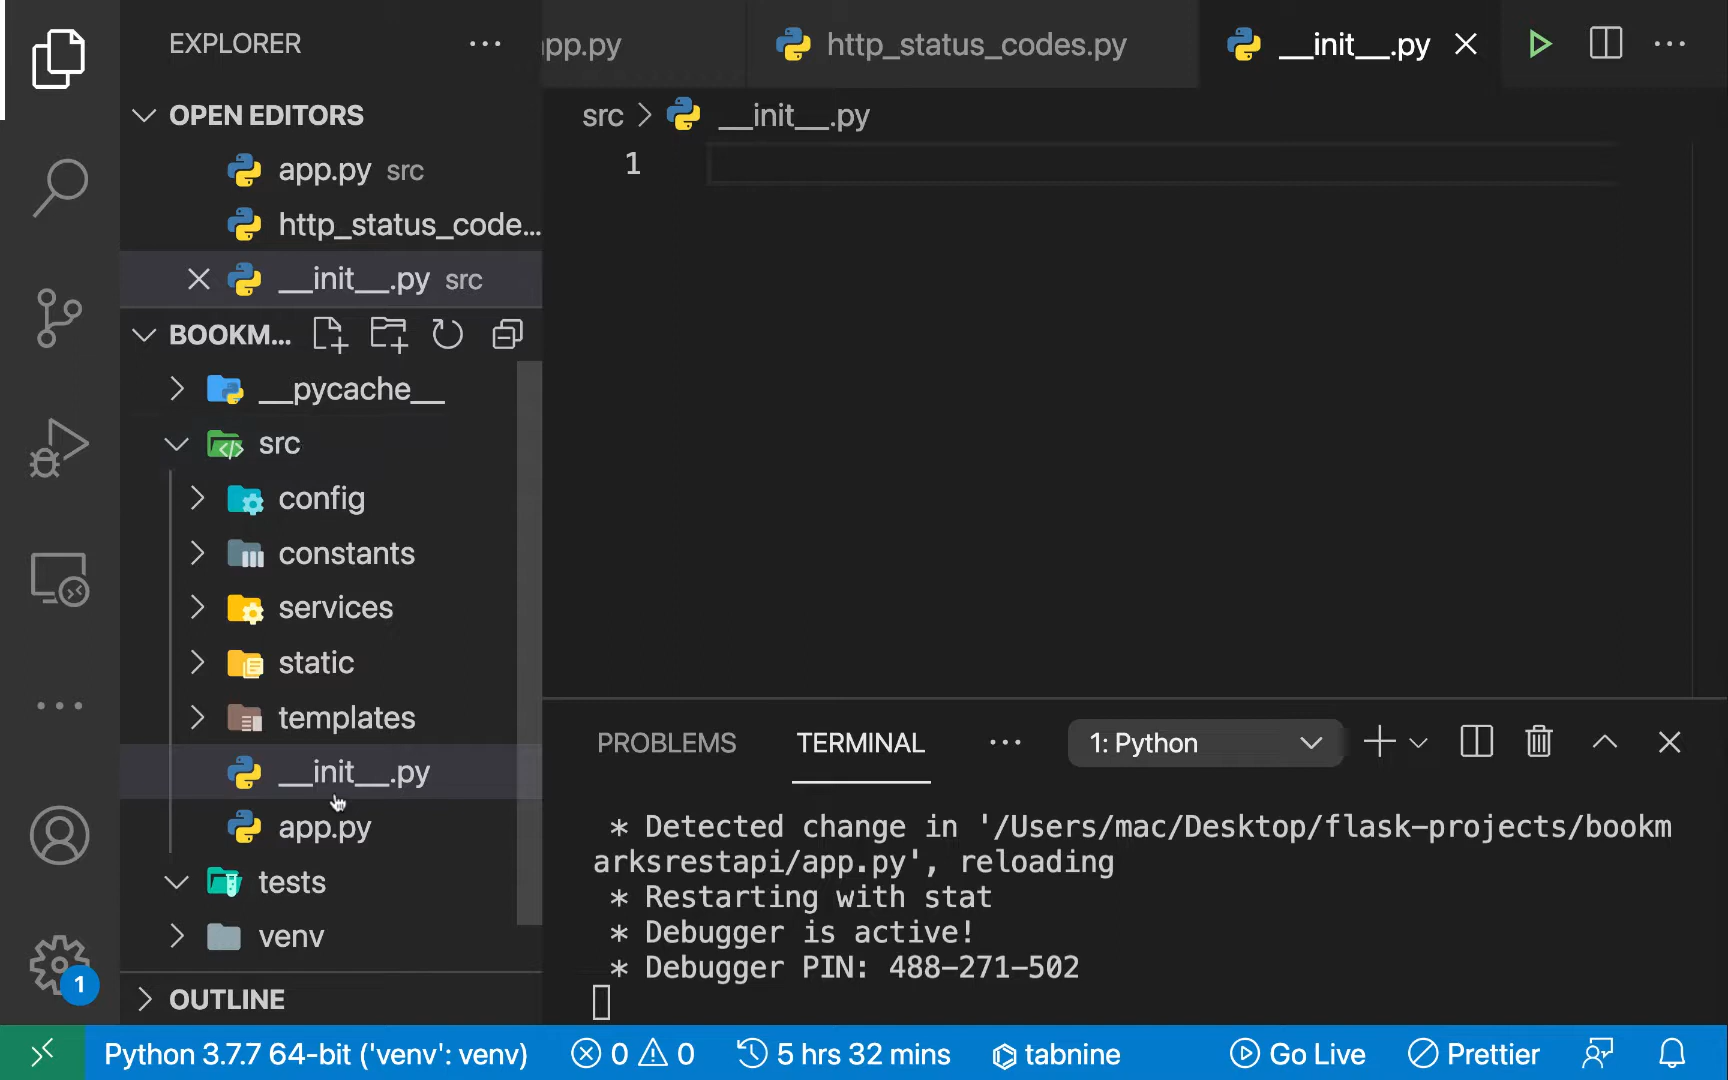 EXPLORER
OPEN EDITORS
app.py src
http_status_code...
__init__.py src
BOOKM...
__pycache__
src
config
constants
services
static
templates
__init__.py
app.py
tests
venv
OUTLINE
pp.py
http_status_codes.py
__init__.py
src > __init__.py
1
PROBLEMS TERMINAL 1: Python
* Detected change in '/Users/mac/Desktop/flask-projects/bookm
arksrestapi/app.py', reloading
* Restarting with stat
* Debugger is active!
* Debugger PIN: 488-271-502
1
Python 3.7.7 64-bit ('venv': venv) 0 0 5 hrs 32 mins tabnine Go Live Prettier